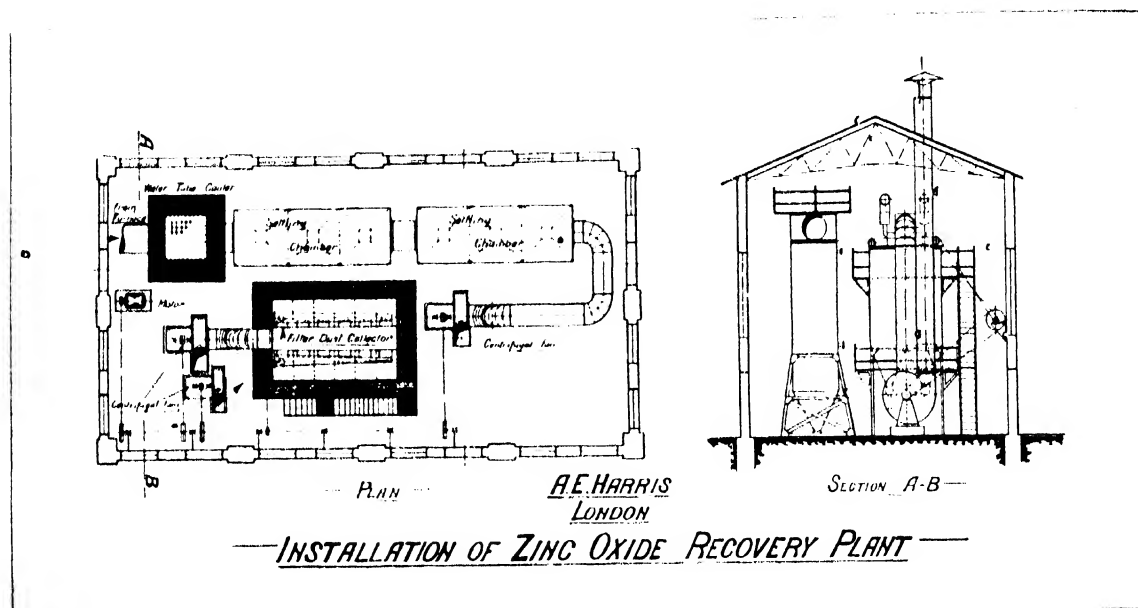 A
Water Tube Cooler
From
Furnace
Settling
Chamber
Settling
Chamber
Motor
Filter Dust Collector
Centrifugal fan
Centrifugal fan
B
PLAN
A.E. HARRIS
LONDON
SECTION A-B
INSTALLATION OF ZINC OXIDE RECOVERY PLANT